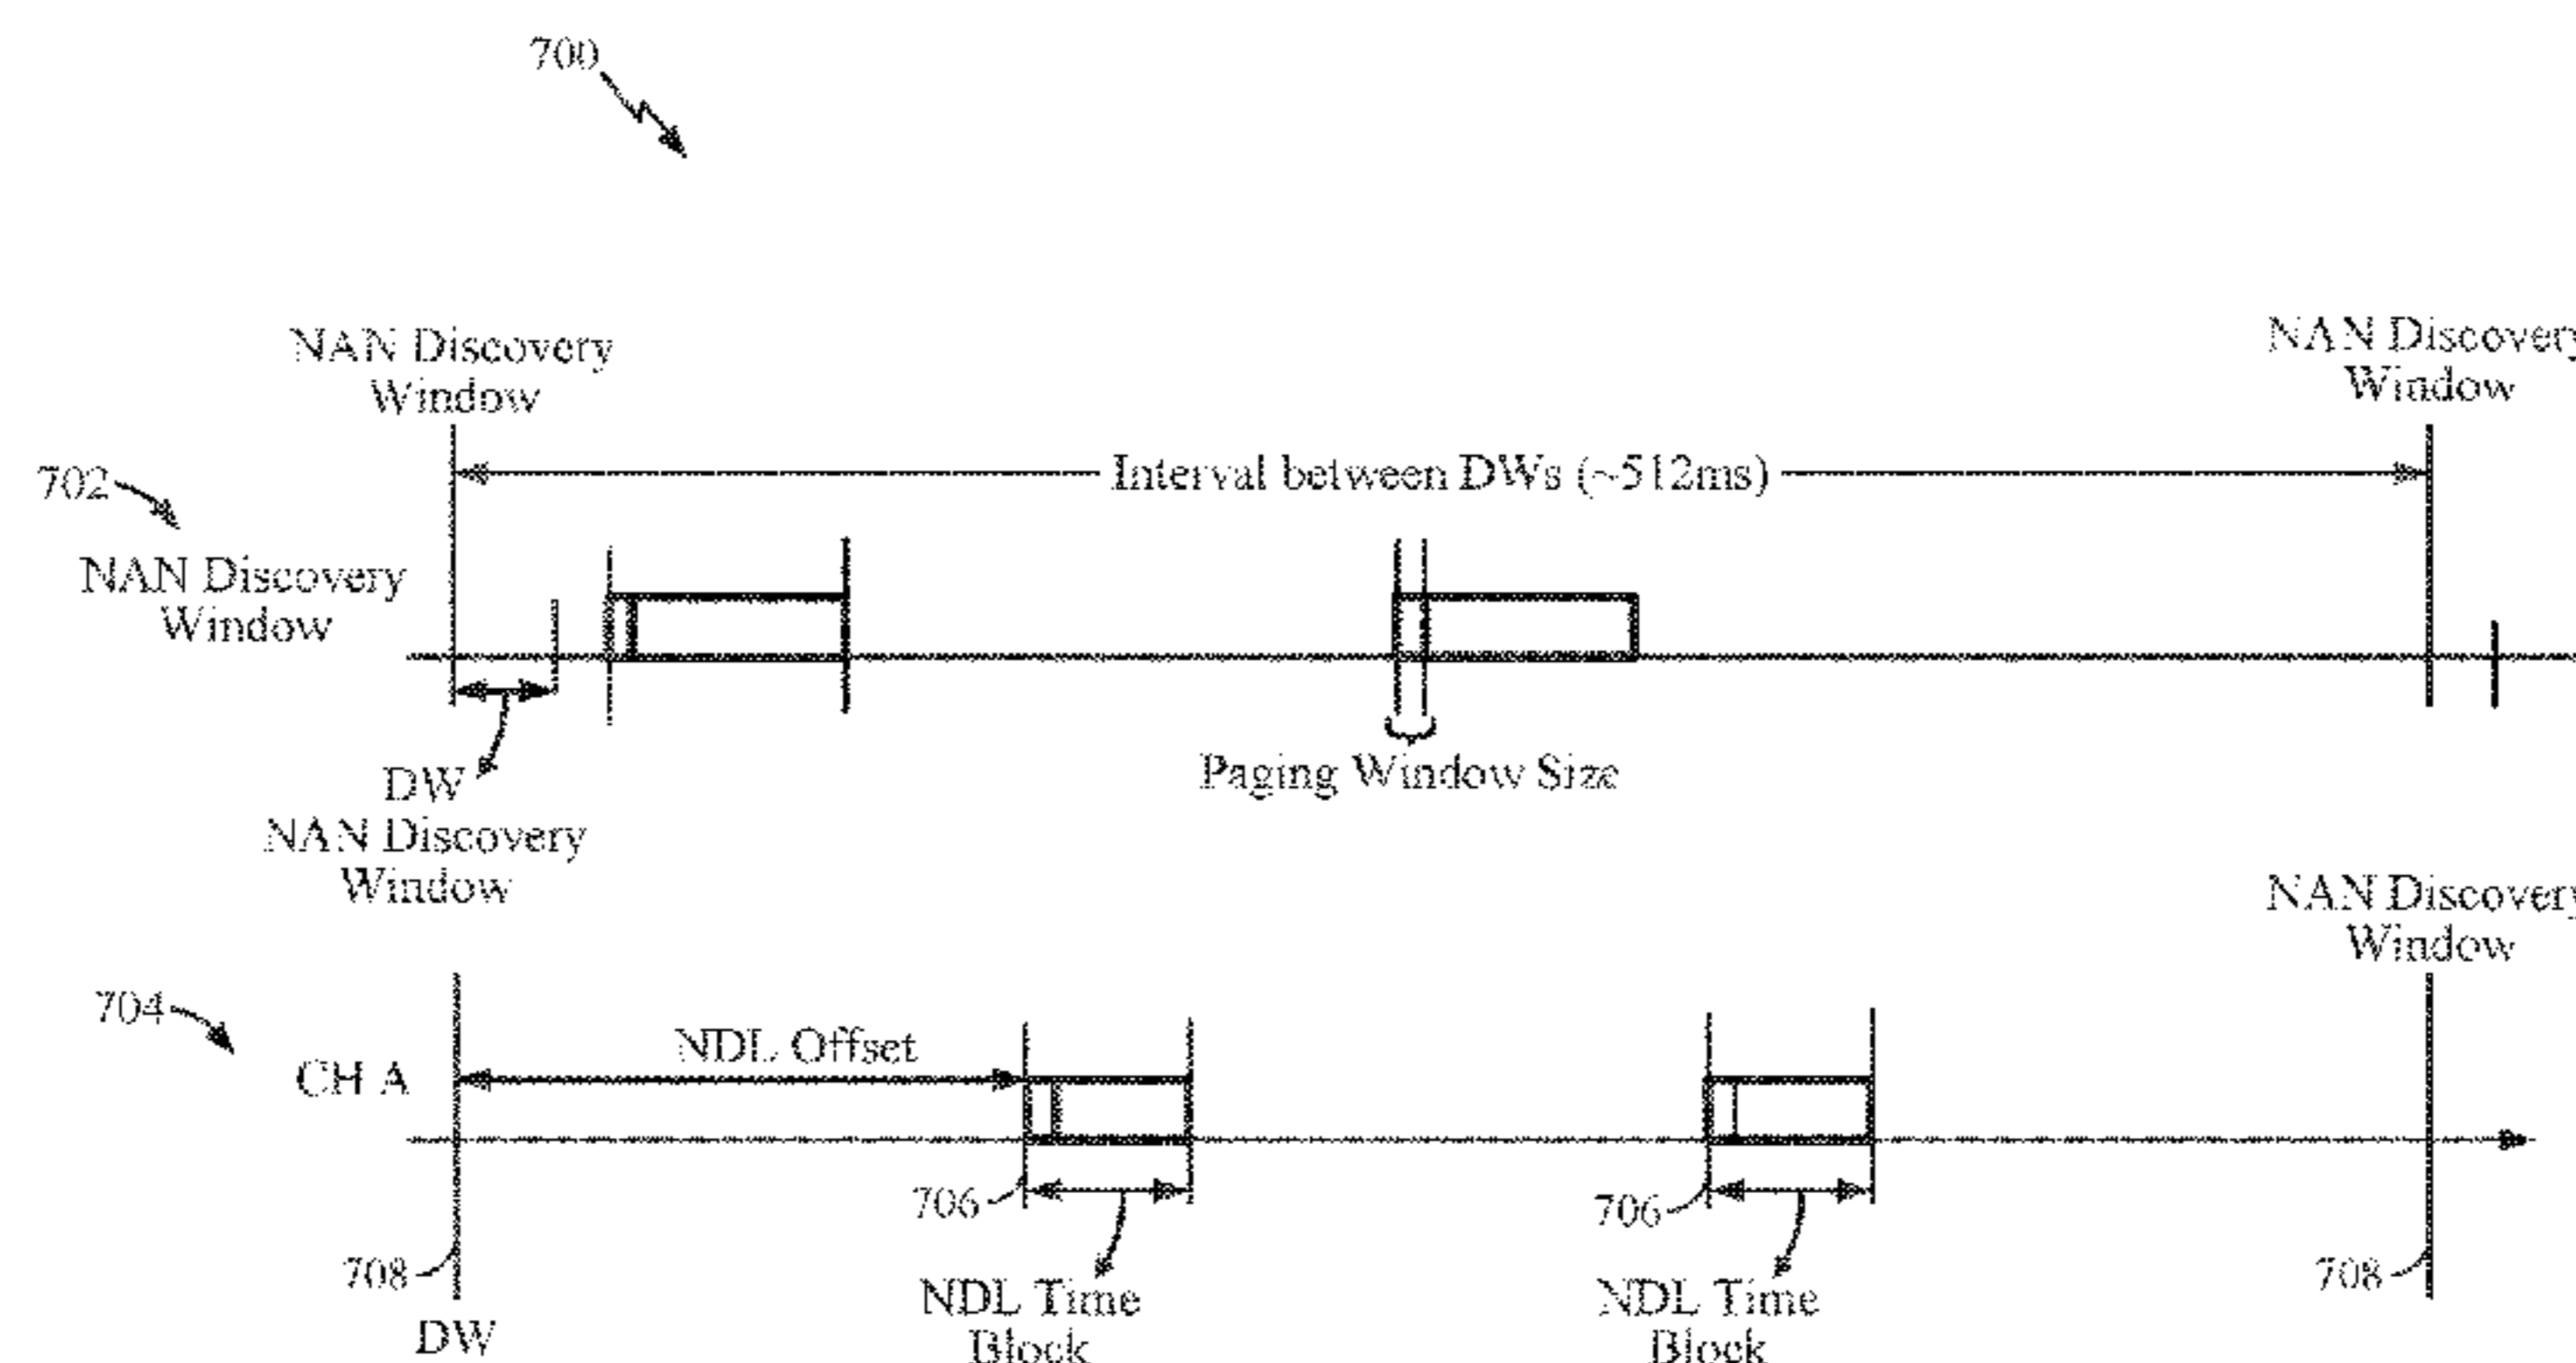 700
NAN Discovery
Window
NAN Discovery
Window
702
Interval between DWs (~512ms)
NAN Discovery
Window
DW
Paging Window Size
NAN Discovery
Window
NAN Discovery
Window
704
NDL Offset
CH A
706
706
708
708
NDL Time
Block
NDL Time
Block
DW